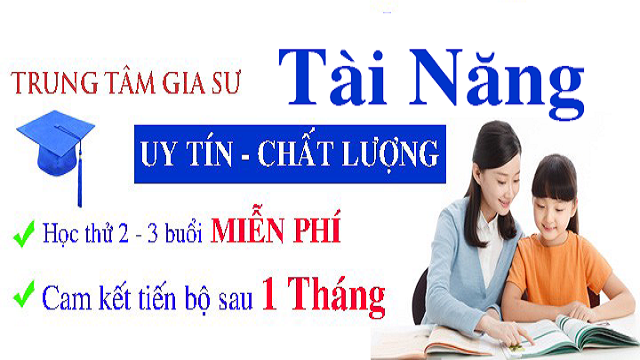 TRUNG TÂM GIA SƯ Tài Năng
UY TÍN - CHẤT LƯỢNG
Học thử 2 - 3 buổi MIỄN PHÍ
Cam kết tiến bộ sau 1 Tháng